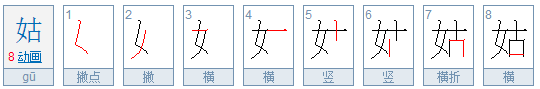 姑 1 2 3 4 5 6 7 8
8 动画
gū 撇点 撇 横 横 竖 竖 横折 横